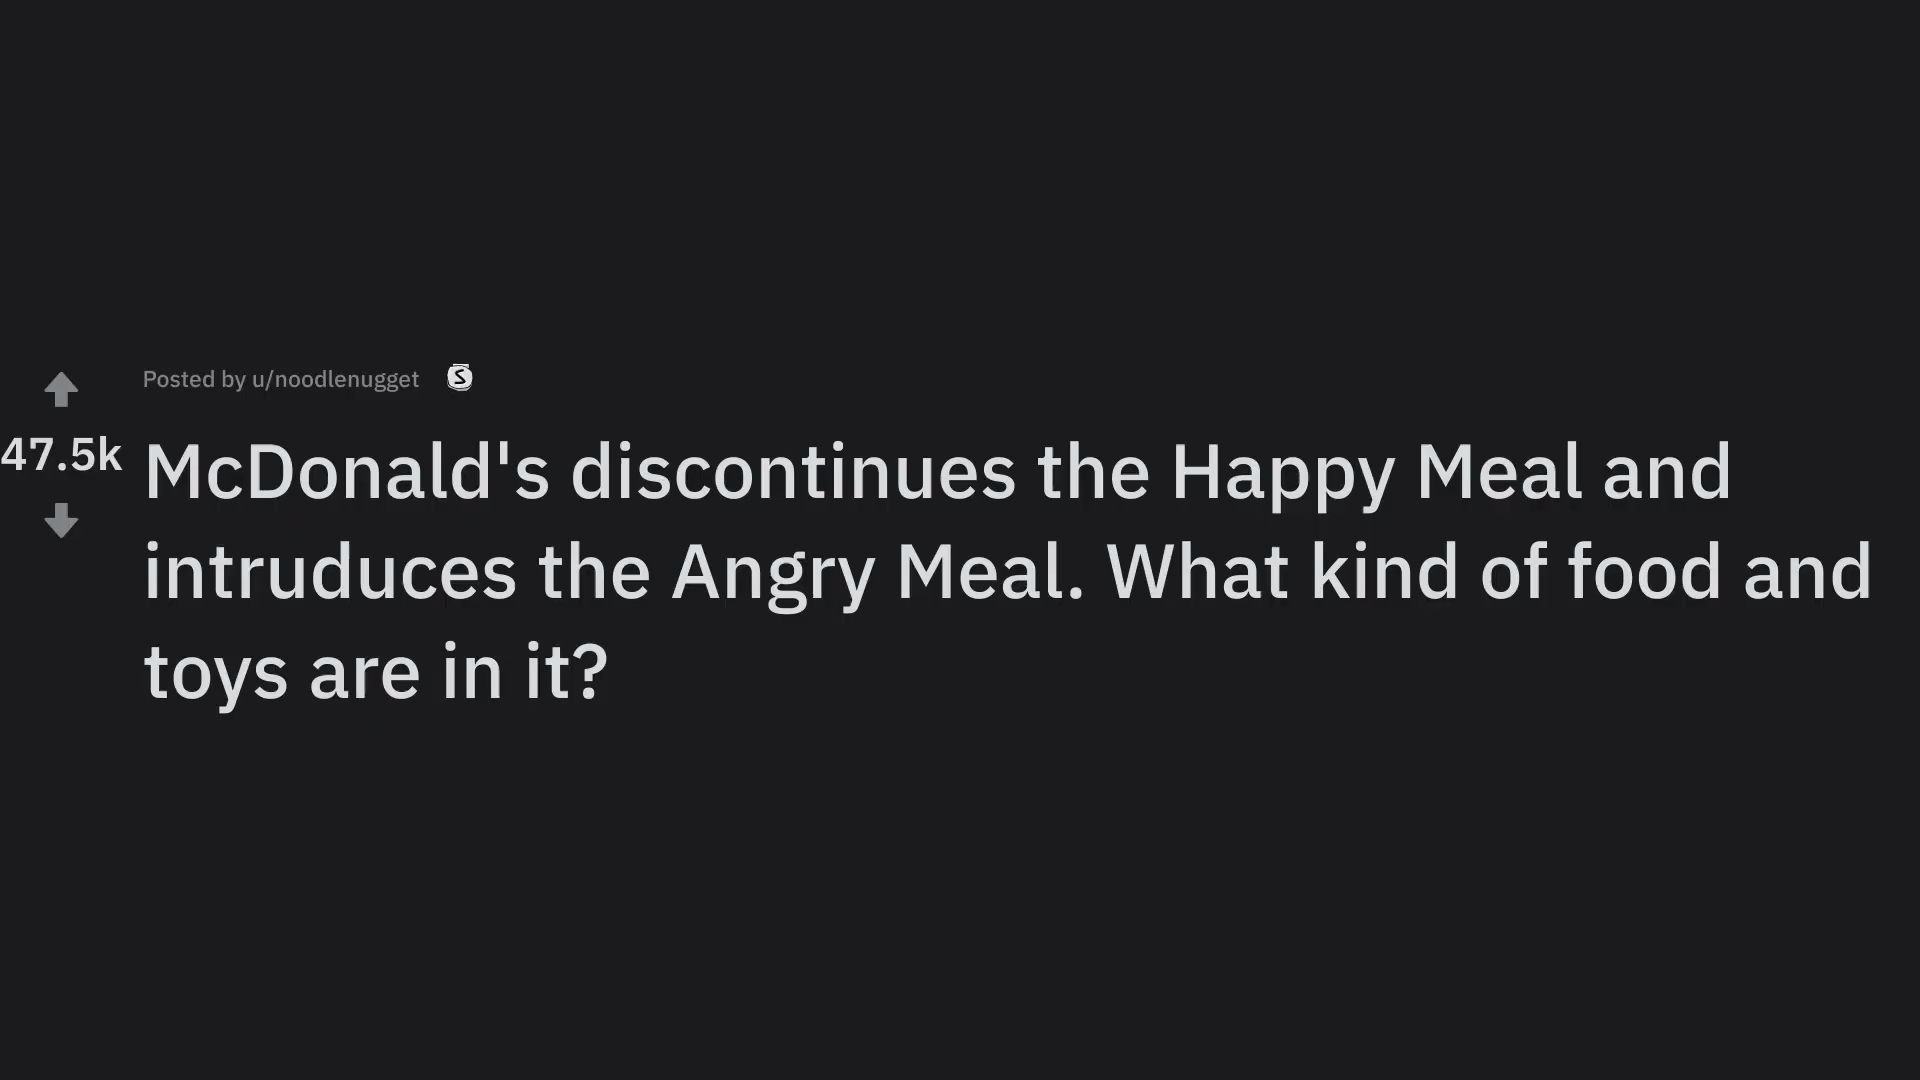 Posted by u/noodlenugget
47.5k
McDonald's discontinues the Happy Meal and
intruduces the Angry Meal. What kind of food and
toys are in it?